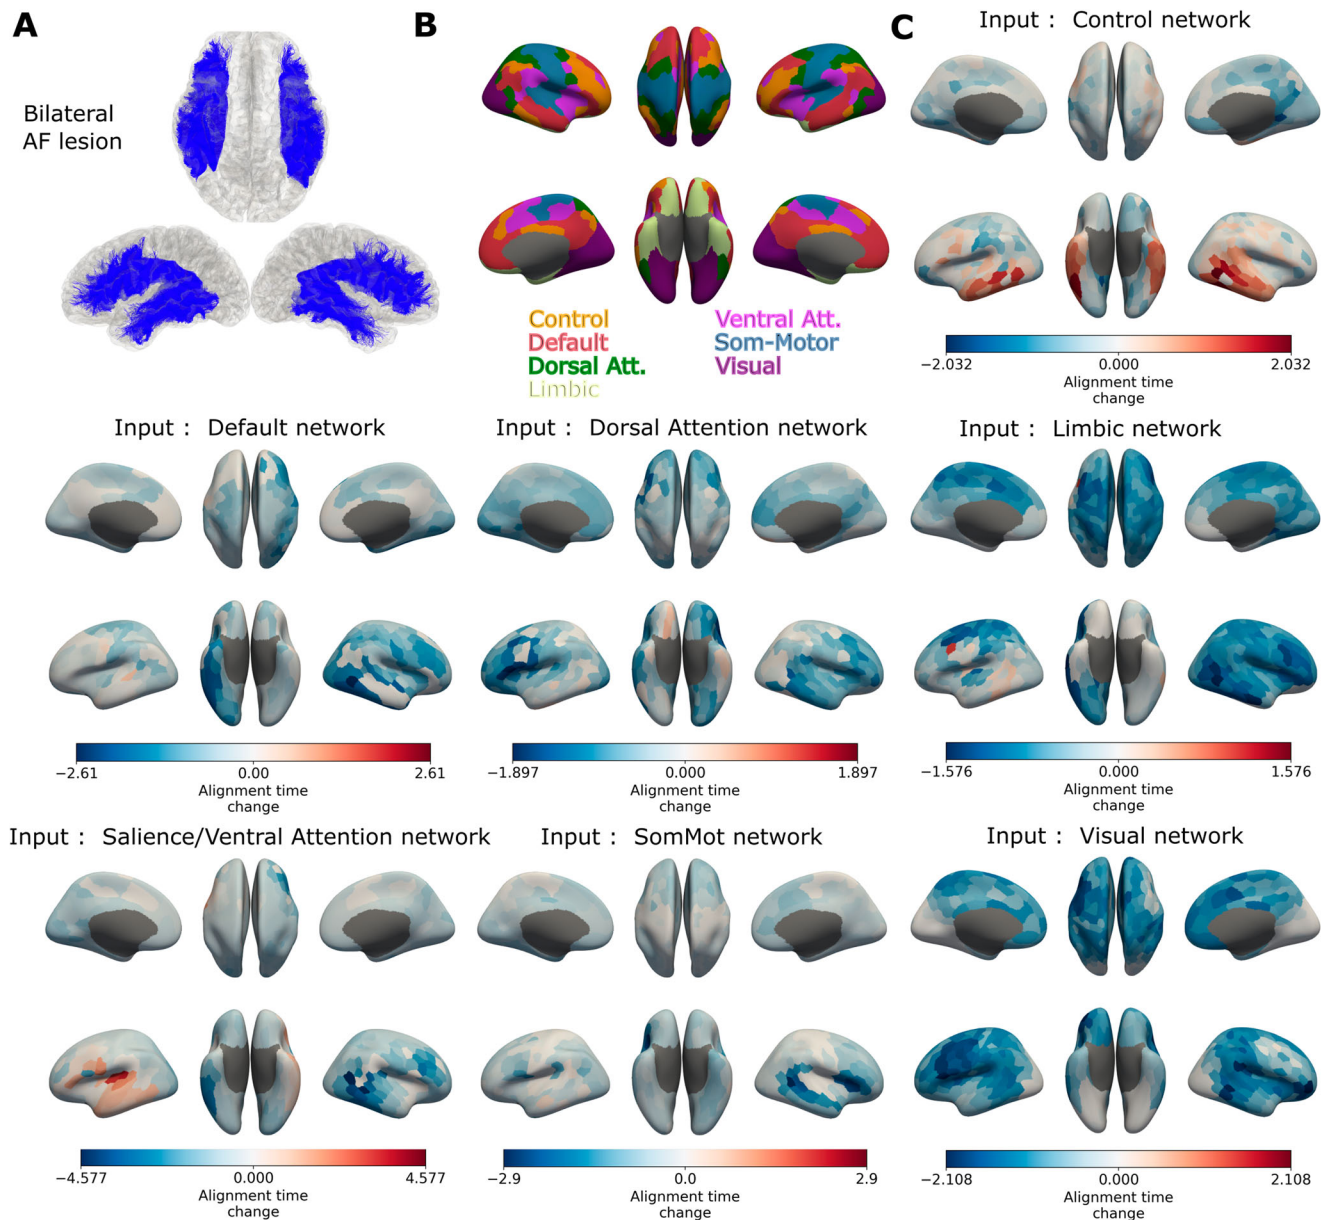 A
Bilateral
AF lesion
B
Control
Default
Dorsal Att.
Limbic
Ventral Att.
Som-Motor
Visual
C
Input : Control network
−2.032 0.000 2.032
Alignment time
change
Input : Default network
−2.61 0.00 2.61
Alignment time
change
Input : Dorsal Attention network
−1.897 0.000 1.897
Alignment time
change
Input : Limbic network
−1.576 0.000 1.576
Alignment time
change
Input : Salience/Ventral Attention network
−4.577 0.000 4.577
Alignment time
change
Input : SomMot network
−2.9 0.0 2.9
Alignment time
change
Input : Visual network
−2.108 0.000 2.108
Alignment time
change